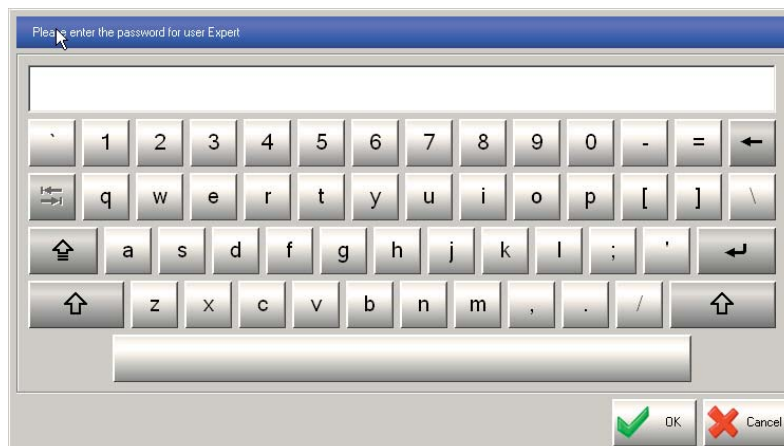 Please enter the password for user Expert
` 1 2 3 4 5 6 7 8 9 0 - =
q w e r t y u i o p [ ] \
a s d f g h j k l ; '
z x c v b n m , . /
OK Cancel